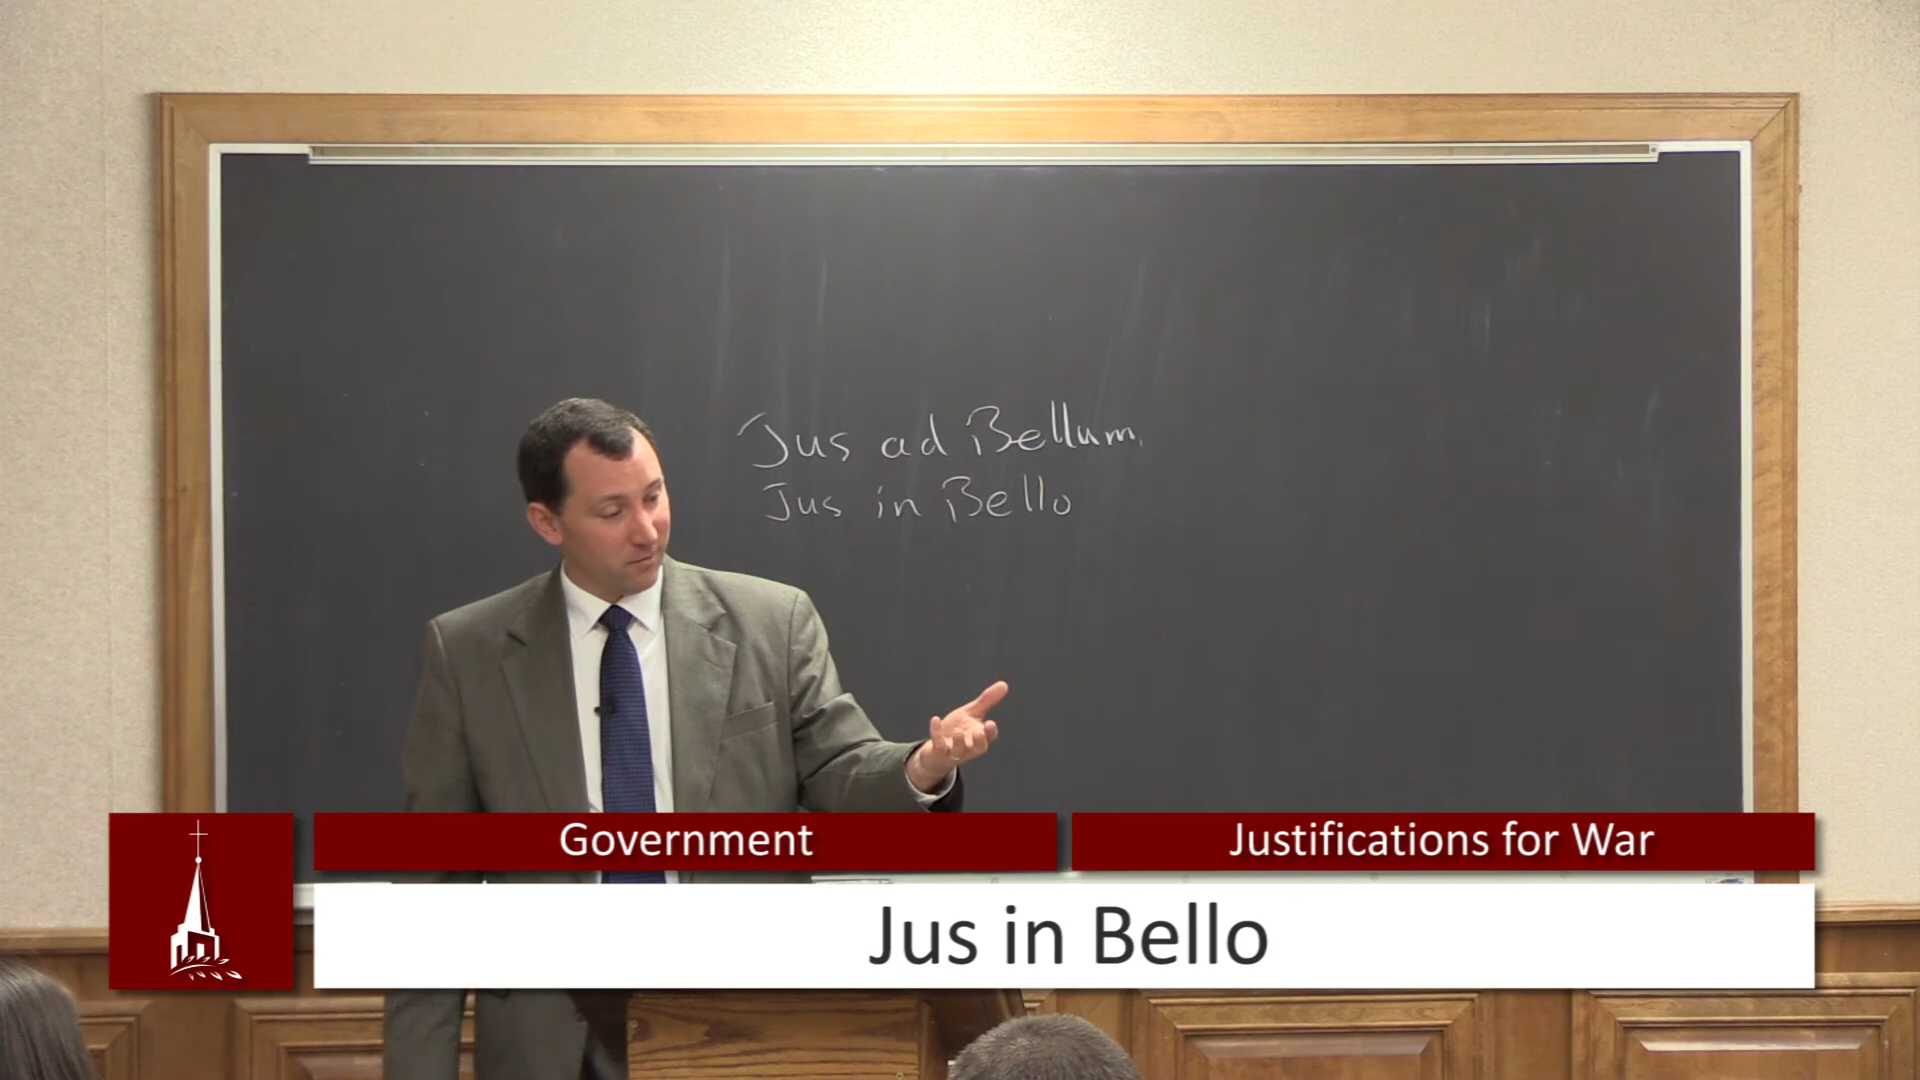 Jus ad Bellum
Jus in Bello
Government
Justifications for War
Jus in Bello